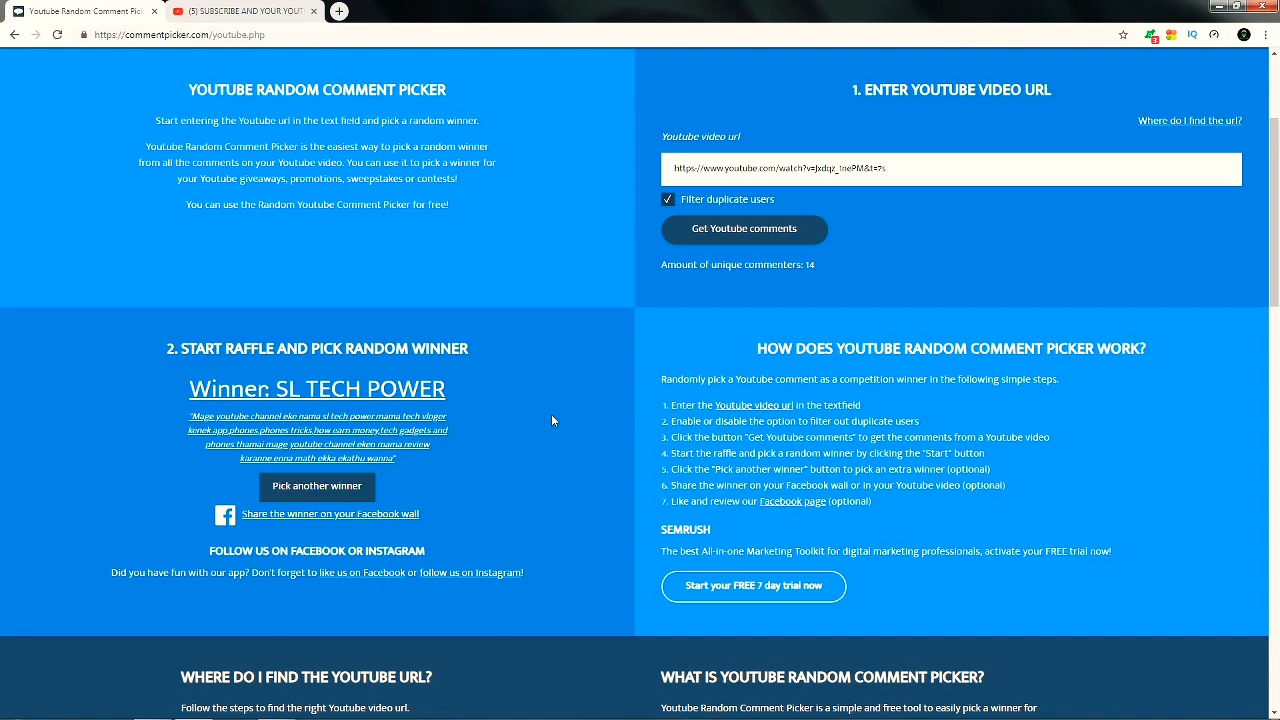 Youtube Random Comment Pick
(5) SUBSCRIBE AND YOUR YOUT
https://commentpicker.com/youtube.php
3
IQ
YOUTUBE RANDOM COMMENT PICKER
Start entering the Youtube url in the text field and pick a random winner.
Youtube Random Comment Picker is the easiest way to pick a random winner
from all the comments on your Youtube video. You can use it to pick a winner for
your Youtube giveaways, promotions, sweepstakes or contests!
You can use the Random Youtube Comment Picker for free!
1. ENTER YOUTUBE VIDEO URL
Where do I find the url?
Youtube video url
https://www.youtube.com/watch?v=Jxdqz_1nePM&t=7s
Filter duplicate users
Get Youtube comments
Amount of unique commenters: 14
2. START RAFFLE AND PICK RANDOM WINNER
Winner: SL TECH POWER
"Mage youtube channel eke nama sl tech power.mama tech vloger
kenek.app,phones,phones tricks,how earn money,tech gadgets and
phones thamai mage youtube channel eken mama review
karanne enna math ekka ekathu wanna"
Pick another winner
Share the winner on your Facebook wall
FOLLOW US ON FACEBOOK OR INSTAGRAM
Did you have fun with our app? Don't forget to like us on Facebook or follow us on Instagram!
HOW DOES YOUTUBE RANDOM COMMENT PICKER WORK?
Randomly pick a Youtube comment as a competition winner in the following simple steps.
1. Enter the Youtube video url in the textfield
2. Enable or disable the option to filter out duplicate users
3. Click the button "Get Youtube comments" to get the comments from a Youtube video
4. Start the raffle and pick a random winner by clicking the "Start" button
5. Click the "Pick another winner" button to pick an extra winner (optional)
6. Share the winner on your Facebook wall or in your Youtube video (optional)
7. Like and review our Facebook page (optional)
SEMRUSH
The best All-in-one Marketing Toolkit for digital marketing professionals, activate your FREE trial now!
Start your FREE 7 day trial now
WHERE DO I FIND THE YOUTUBE URL?
Follow the steps to find the right Youtube video url.
WHAT IS YOUTUBE RANDOM COMMENT PICKER?
Youtube Random Comment Picker is a simple and free tool to easily pick a winner for